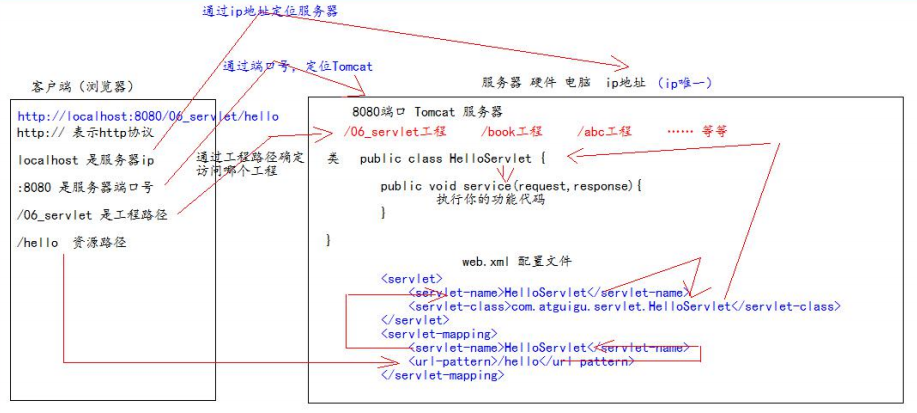 通过ip地址定位服务器
通过端口号，定位Tomcat
客户端（浏览器）
http://localhost:8080/06_servlet/hello
http:// 表示http协议
localhost 是服务器ip
:8080 是服务器端口号
/06_servlet 是工程路径
/hello 资源路径
通过工程路径确定
访问哪个工程
服务器 硬件 电脑 ip地址 （ip唯一）
8080端口 Tomcat 服务器
/06_servlet工程 /book工程 /abc工程 …… 等等
类 public class HelloServlet {
public void service(request,response){
执行你的功能代码
}
}
web.xml 配置文件
<servlet>
<servlet-name>HelloServlet</servlet-name>
<servlet-class>com.atguigu.servlet.HelloServlet</servlet-class>
</servlet>
<servlet-mapping>
<servlet-name>HelloServlet</servlet-name>
<url-pattern>/hello</url-pattern>
</servlet-mapping>